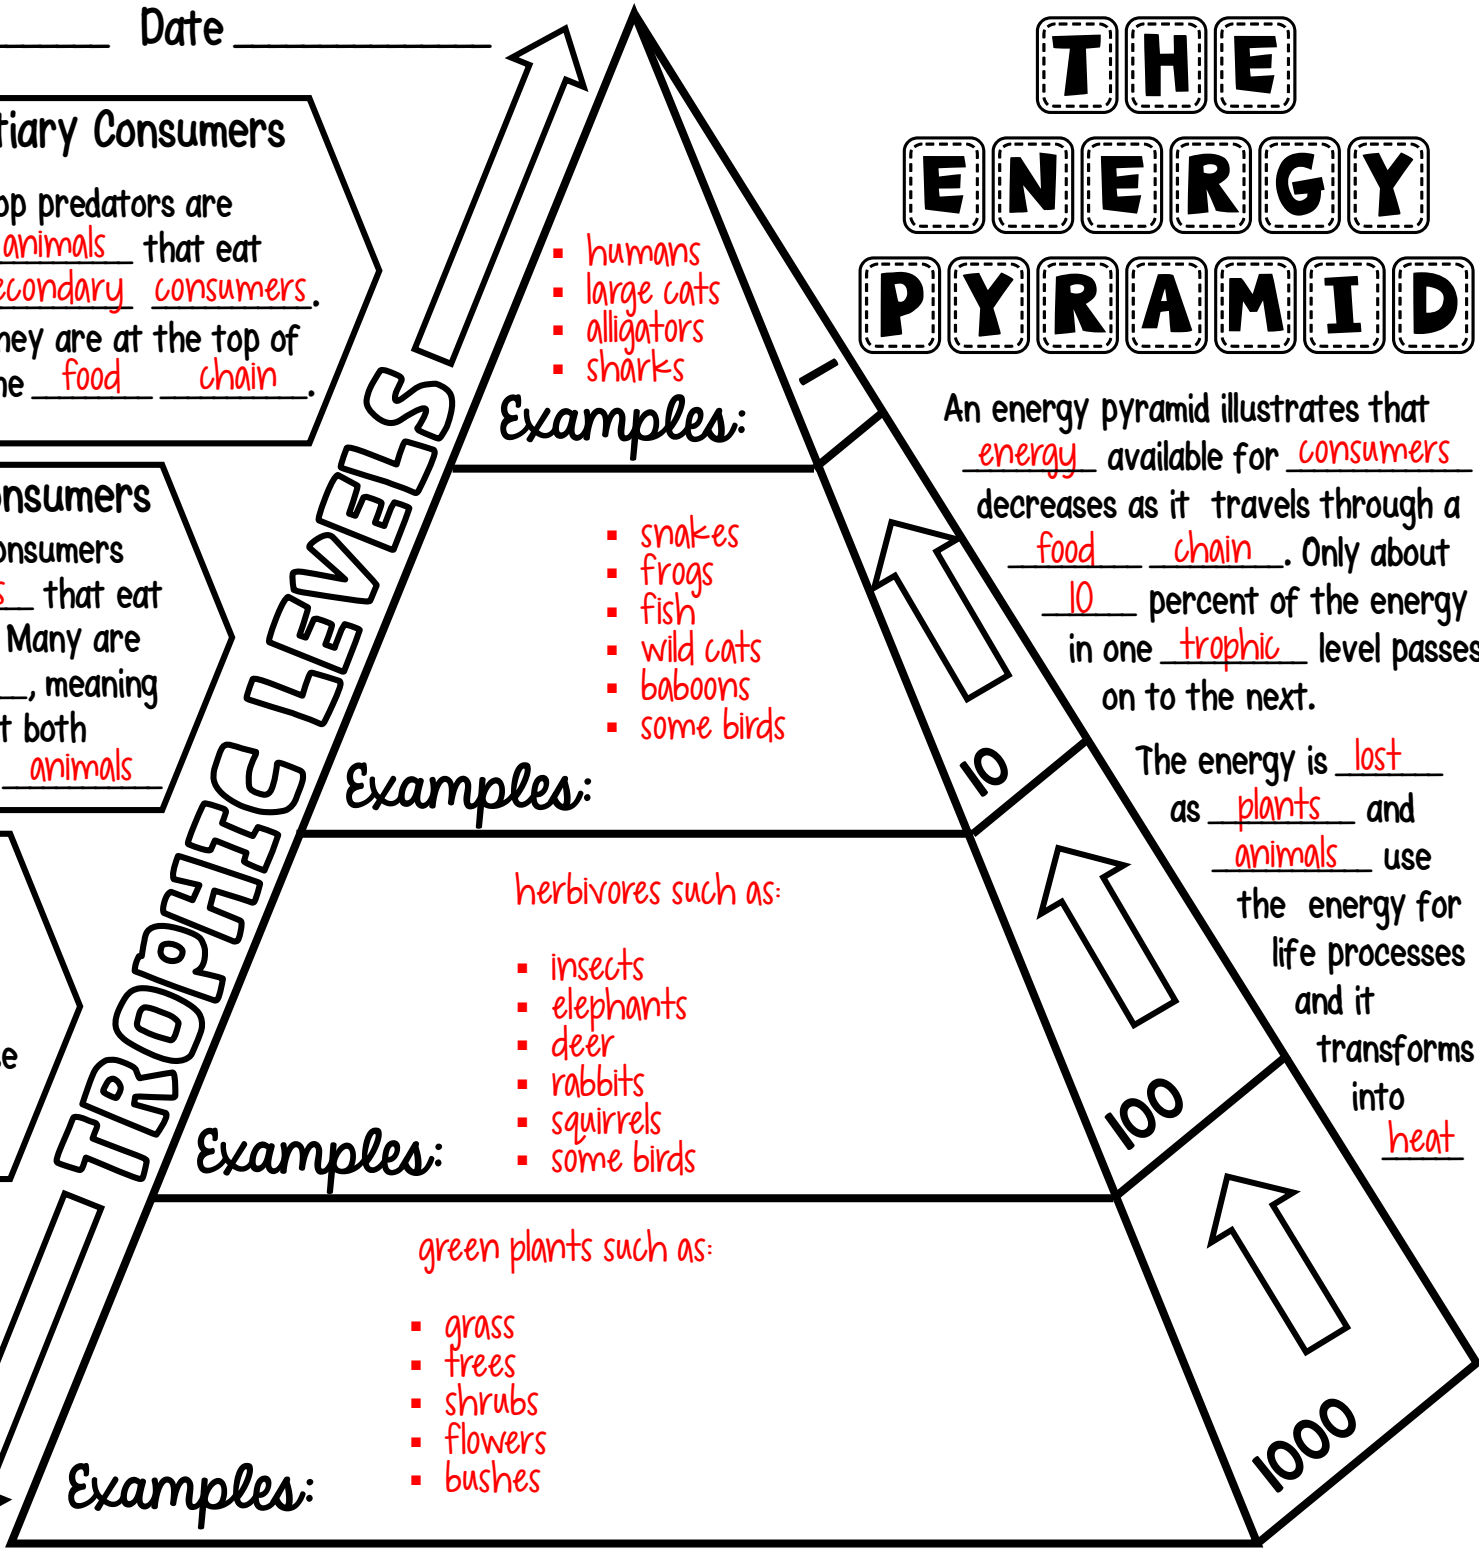 Date
THE
ENERGY
PYRAMID
tiary Consumers
op predators are
animals that eat
econdary consumers.
hey are at the top of
he food chain.
onsumers
onsumers
s that eat
Many are
, meaning
t both
animals
se
TROPHIC LEVELS
humans
large cats
alligators
sharks
Examples:
1
snakes
frogs
fish
wild cats
baboons
some birds
Examples:
10
herbivores such as:
insects
elephants
deer
rabbits
squirrels
some birds
Examples:
100
green plants such as:
grass
trees
shrubs
flowers
bushes
Examples:
1000
An energy pyramid illustrates that
energy available for consumers
decreases as it travels through a
food chain. Only about
10 percent of the energy
in one trophic level passes
on to the next.
The energy is lost
as plants and
animals use
the energy for
life processes
and it
transforms
into
heat